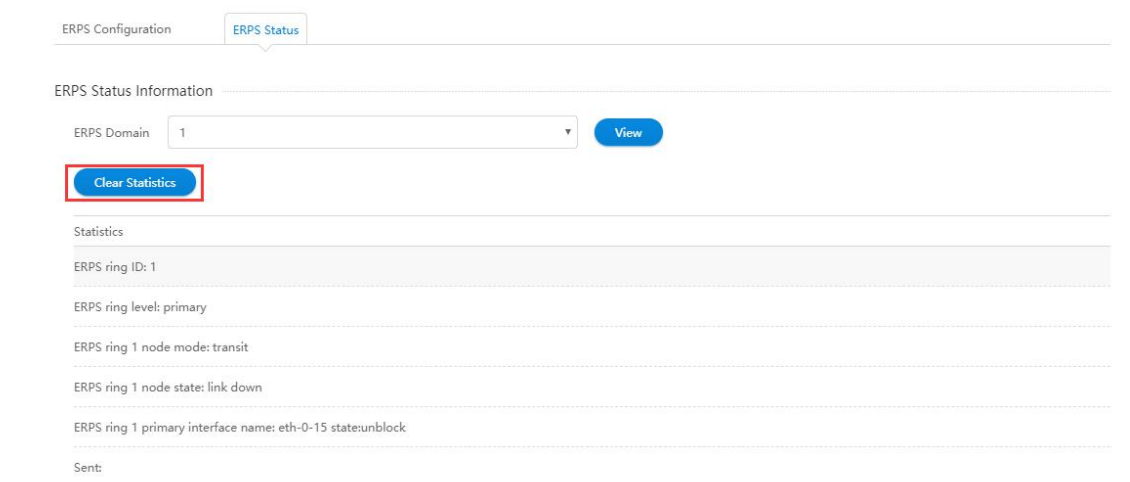 ERPS Configuration ERPS Status
ERPS Status Information
ERPS Domain 1 View
Clear Statistics
Statistics
ERPS ring ID: 1
ERPS ring level: primary
ERPS ring 1 node mode: transit
ERPS ring 1 node state: link down
ERPS ring 1 primary interface name: eth-0-15 state:unblock
Sent: